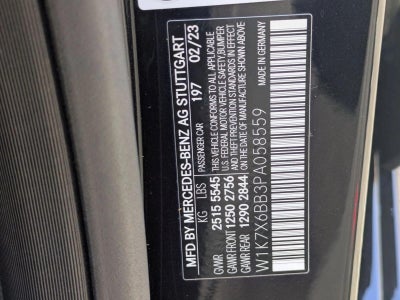 MFD BY MERCEDES-BENZ AG STUTTGART
PASSENGER CAR 197 02/23
KG LBS
GVWR 2515 5545
GAWR FRONT 1250 2756
GAWR REAR 1290 2844
THIS VEHICLE CONFORMS TO ALL APPLICABLE
U.S. FEDERAL MOTOR VEHICLE SAFETY BUMPER
AND THEFT PREVENTION STANDARDS IN EFFECT
ON THE DATE OF MANUFACTURE SHOWN ABOVE
MADE IN GERMANY
W1K7X6BB3PA058559